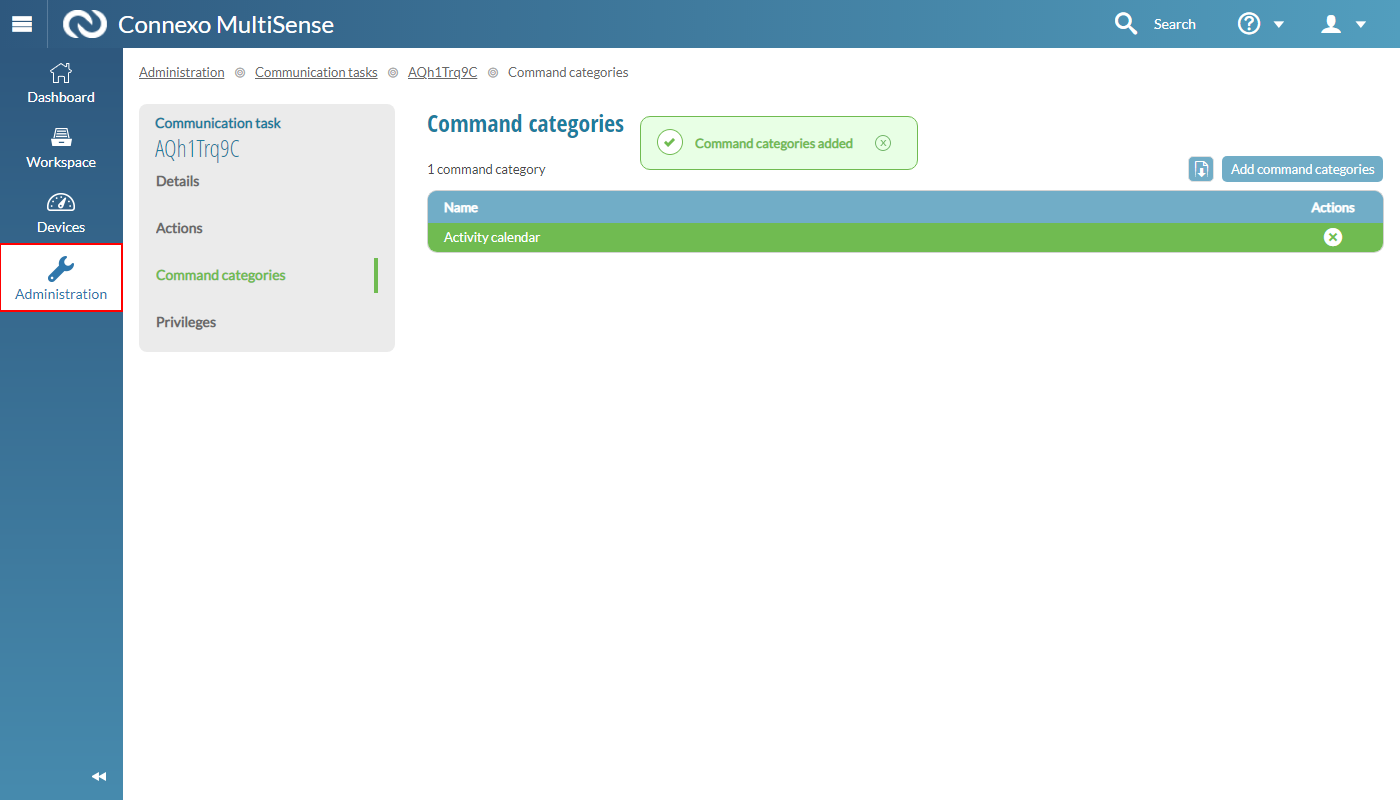 Connexo MultiSense
Search
Dashboard
Workspace
Devices
Administration
Administration Communication tasks AQh1Trq9C Command categories
Communication task
AQh1Trq9C
Details
Actions
Command categories
Privileges
Command categories
Command categories added
1 command category
Add command categories
Name Actions
Activity calendar